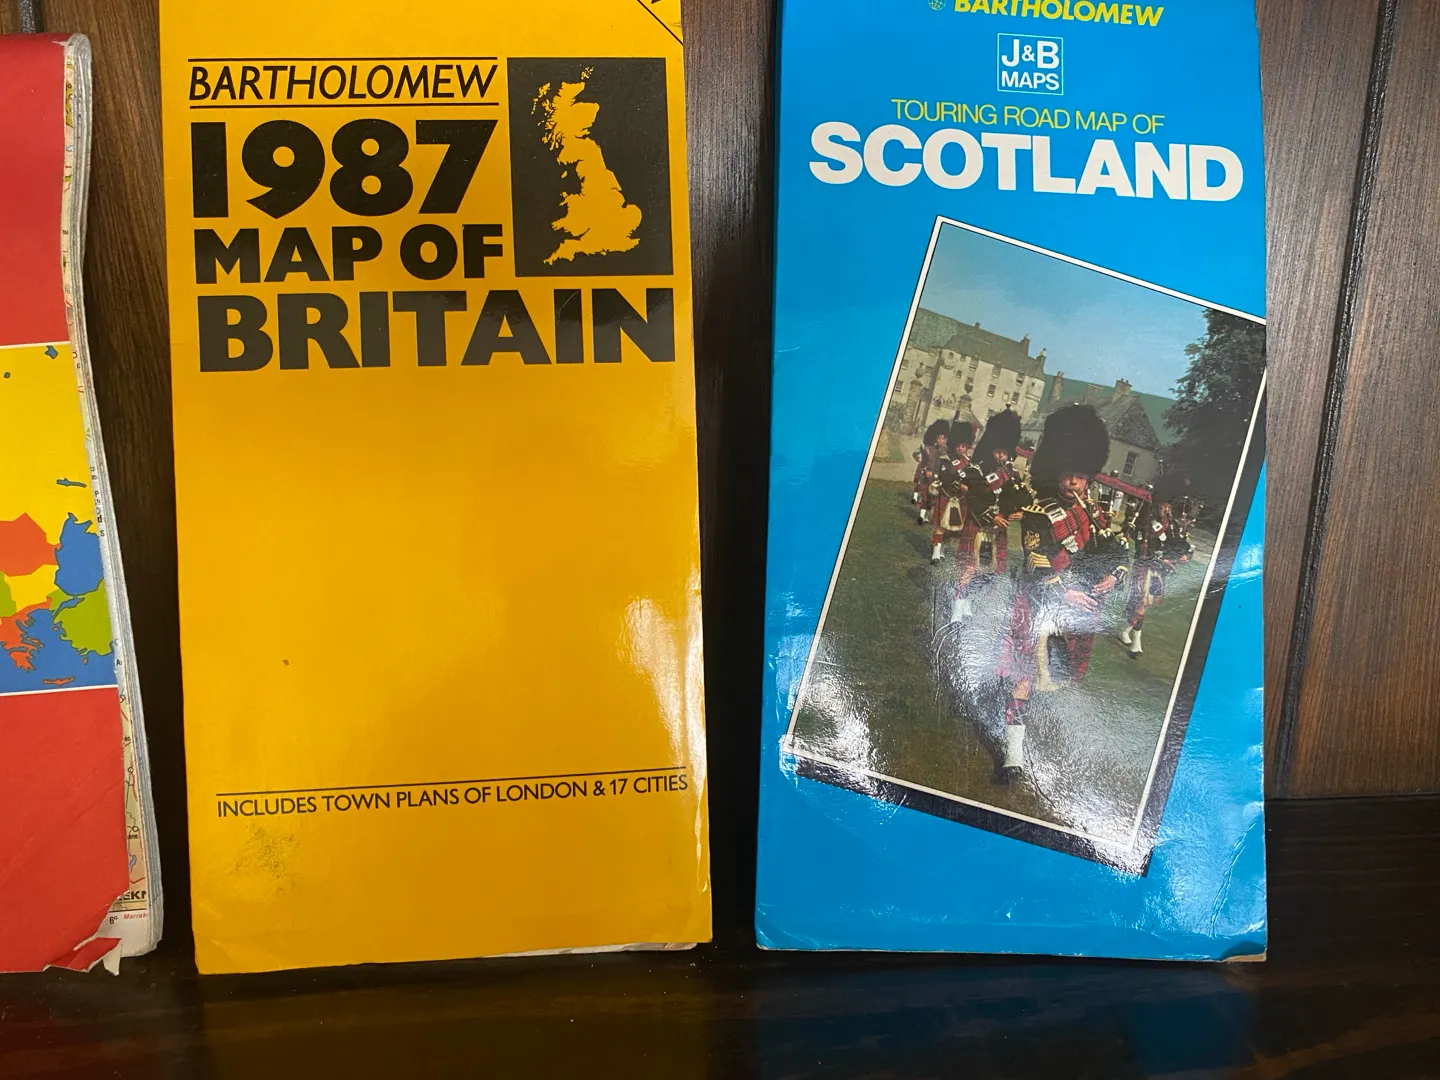 BARTHOLOMEW
1987
MAP OF
BRITAIN
INCLUDES TOWN PLANS OF LONDON & 17 CITIES
BARTHOLOMEW
J&B
MAPS
TOURING ROAD MAP OF
SCOTLAND